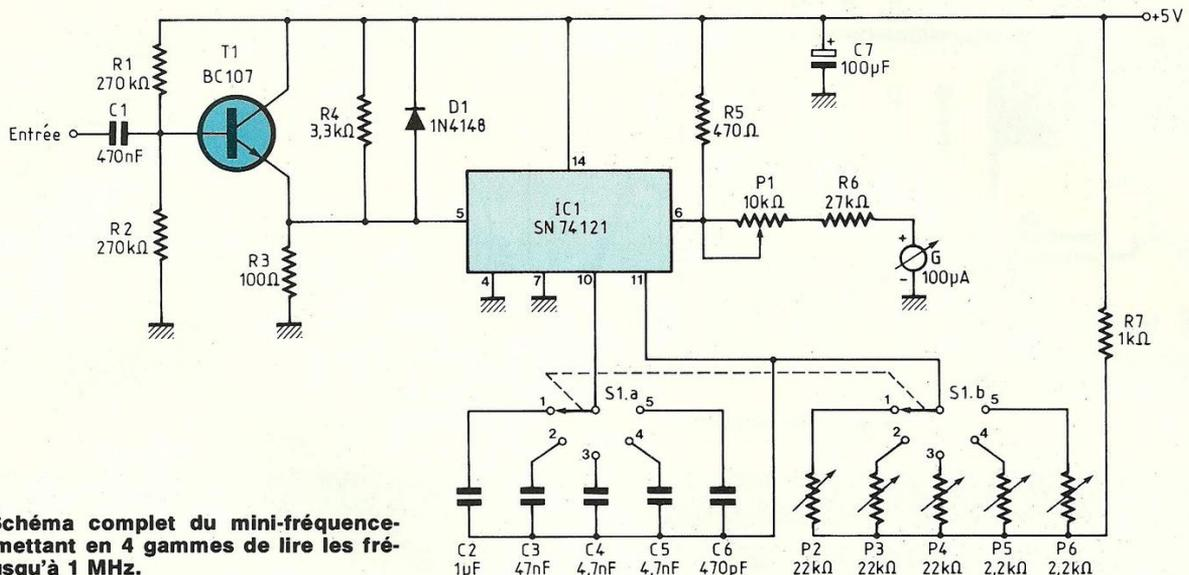 +5V
R1
270kΩ
T1
BC107
C1
470nF
Entrée
R2
270kΩ
R3
100Ω
R4
3,3kΩ
D1
1N4148
14
5
IC1
SN 74121
6
4
7
10
11
R5
470Ω
C7
+
100µF
P1
10kΩ
R6
27kΩ
+
G
100µA
-
R7
1kΩ
S1.a
1
2
3
4
5
S1.b
1
2
3
4
5
C2
1µF
C3
47nF
C4
4,7nF
C5
4,7nF
C6
470pF
P2
22kΩ
P3
22kΩ
P4
22kΩ
P5
2,2kΩ
P6
2,2kΩ
Schéma complet du mini-fréquence-
mettant en 4 gammes de lire les fré-
usqu'à 1 MHz.